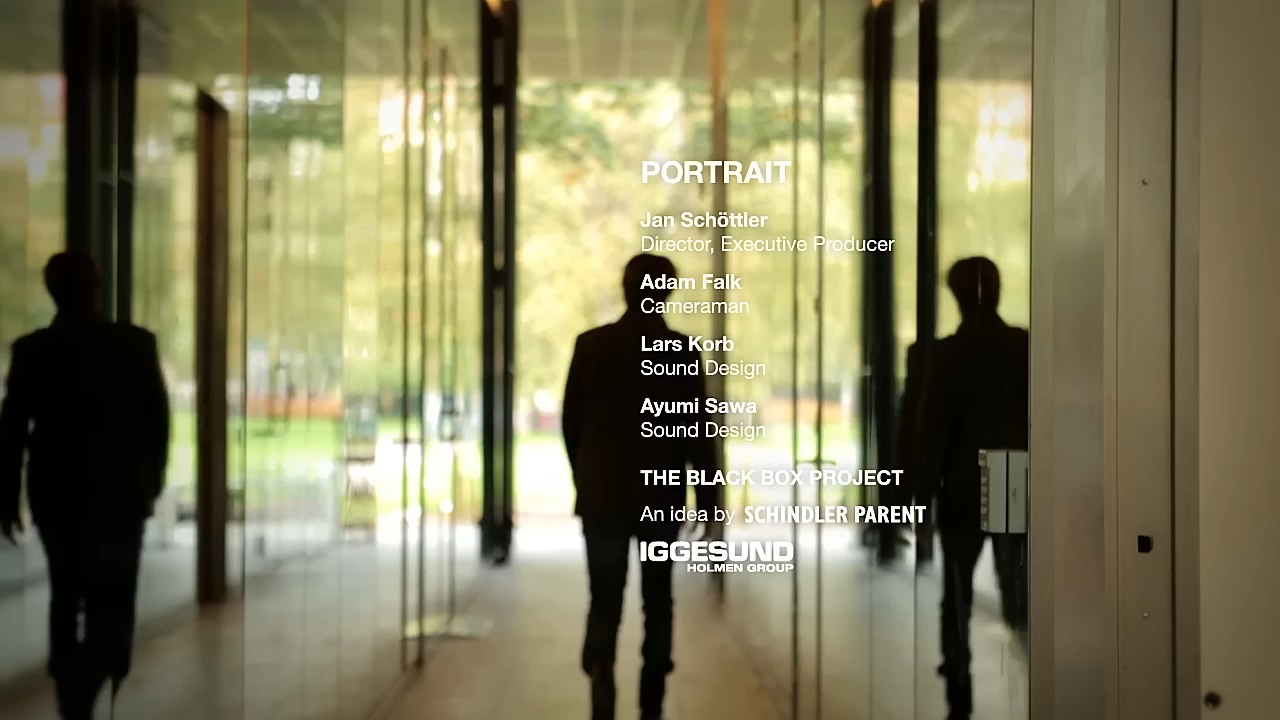 PORTRAIT
Jan Schöttler
Director, Executive Producer
Adam Falk
Cameraman
Lars Korb
Sound Design
Ayumi Sawa
Sound Design
THE BLACK BOX PROJECT
An idea by SCHINDLER PARENT
IGGESUND
HOLMEN GROUP